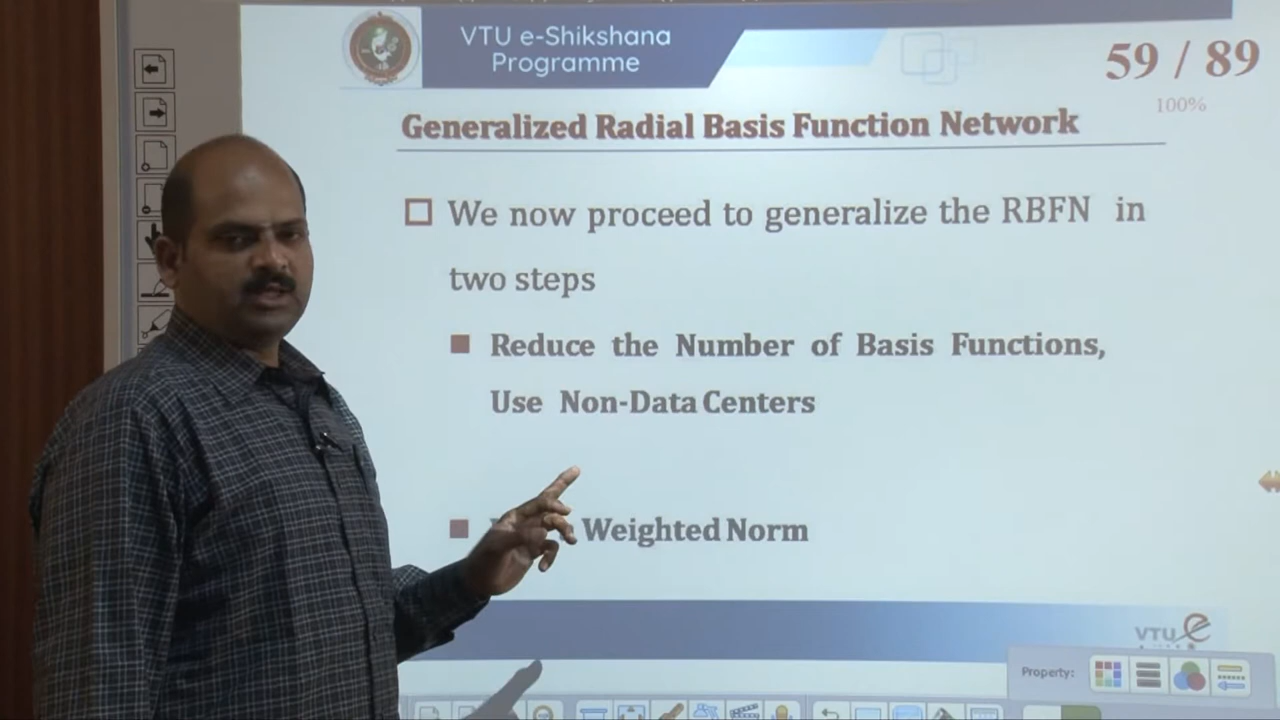 VTU e-Shikshana
Programme
59 / 89
100%
Generalized Radial Basis Function Network
We now proceed to generalize the RBFN in
two steps
Reduce the Number of Basis Functions,
Use Non-Data Centers
Weighted Norm
VTU e
Property: